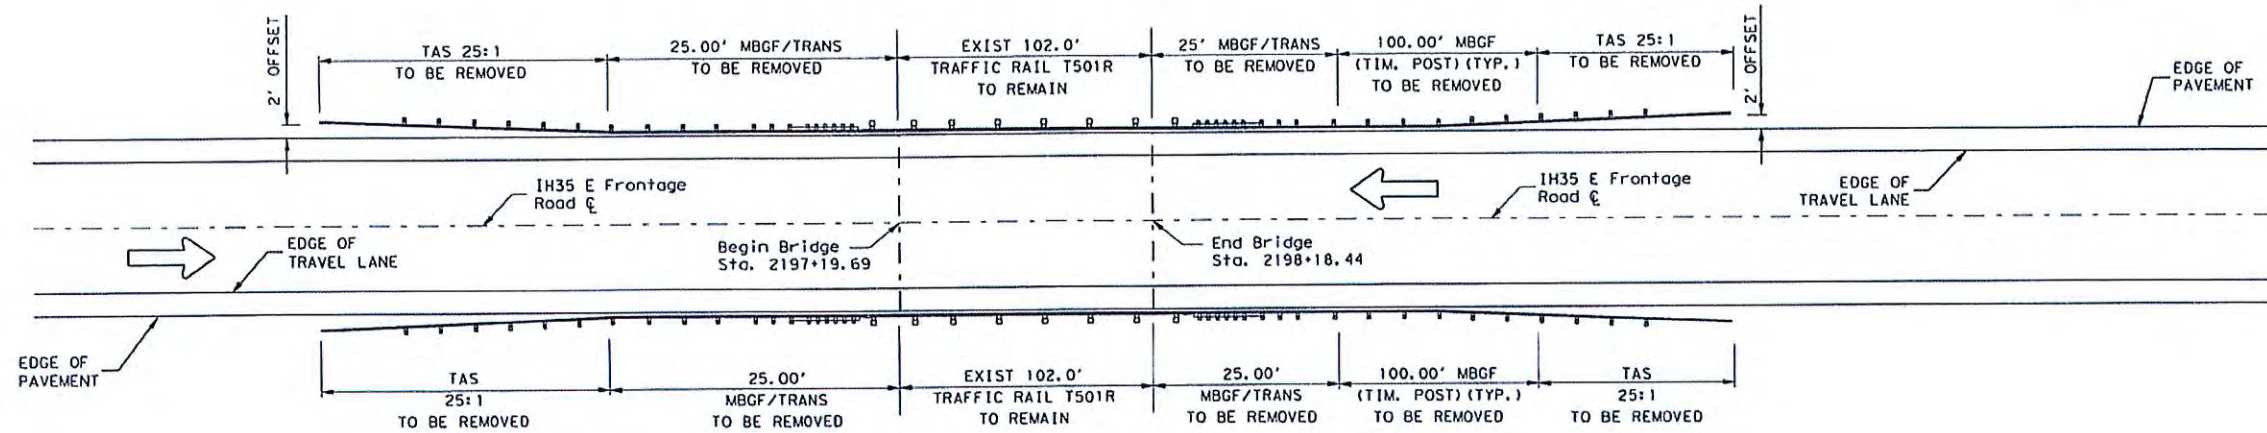 2' OFFSET
TAS 25:1
TO BE REMOVED
25.00' MBGF/TRANS
TO BE REMOVED
EXIST 102.0'
TRAFFIC RAIL T501R
TO REMAIN
25' MBGF/TRANS
TO BE REMOVED
100.00' MBGF
(TIM. POST)(TYP.)
TO BE REMOVED
TAS 25:1
TO BE REMOVED
2' OFFSET
EDGE OF
PAVEMENT
IH35 E Frontage
Road ℄
IH35 E Frontage
Road ℄
EDGE OF
TRAVEL LANE
EDGE OF
TRAVEL LANE
Begin Bridge
Sta. 2197+19.69
End Bridge
Sta. 2198+18.44
EDGE OF
PAVEMENT
TAS
25:1
TO BE REMOVED
25.00'
MBGF/TRANS
TO BE REMOVED
EXIST 102.0'
TRAFFIC RAIL T501R
TO REMAIN
25.00'
MBGF/TRANS
TO BE REMOVED
100.00' MBGF
(TIM. POST)(TYP.)
TO BE REMOVED
TAS
25:1
TO BE REMOVED